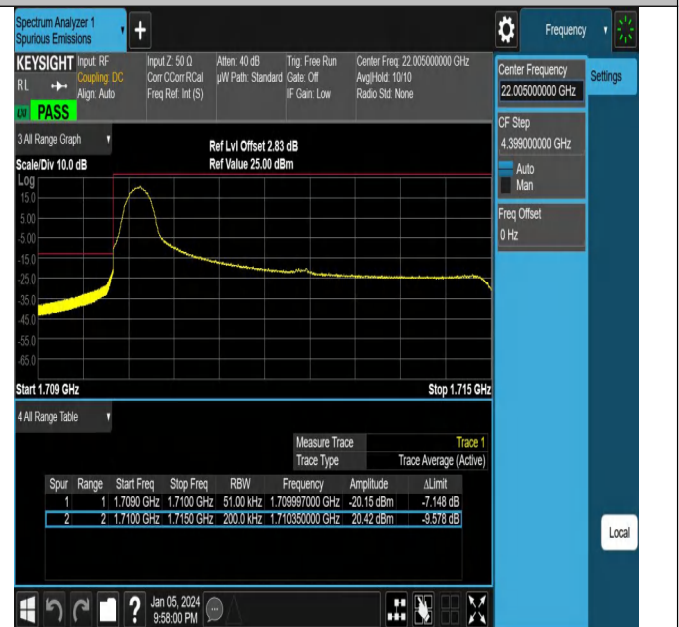 Spectrum Analyzer 1
Spurious Emissions
Frequency
KEYSIGHT
RL
Input: RF
Coupling: DC
Align: Auto
Input Z: 50 Ω
Corr CCorr RCal
Freq Ref: Int (S)
Atten: 40 dB
µW Path: Standard
Trig: Free Run
Gate: Off
IF Gain: Low
Center Freq: 22.005000000 GHz
Avg|Hold: 10/10
Radio Std: None
PASS
Center Frequency
22.005000000 GHz
Settings
CF Step
4.399000000 GHz
Auto
Man
Freq Offset
0 Hz
3 All Range Graph
Scale/Div 10.0 dB
Ref Lvl Offset 2.83 dB
Ref Value 25.00 dBm
Log
15.0
5.00
-5.00
-15.0
-25.0
-35.0
-45.0
-55.0
-65.0
Start 1.709 GHz
Stop 1.715 GHz
4 All Range Table
Measure Trace Trace 1
Trace Type Trace Average (Active)
Spur Range Start Freq Stop Freq RBW Frequency Amplitude ΔLimit
1 1 1.7090 GHz 1.7100 GHz 51.00 kHz 1.709997000 GHz -20.15 dBm -7.148 dB
2 2 1.7100 GHz 1.7150 GHz 200.0 kHz 1.710350000 GHz 20.42 dBm -9.578 dB
Local
?
Jan 05, 2024
9:58:00 PM